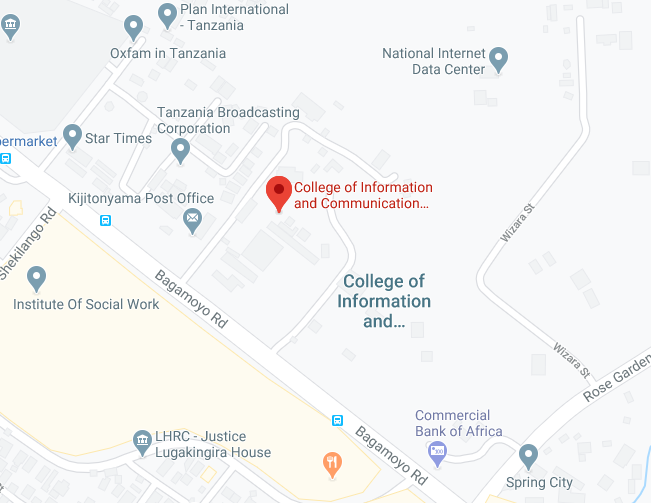 Plan International
- Tanzania
Oxfam in Tanzania
National Internet
Data Center
Tanzania Broadcasting
Corporation
Star Times
permarket
College of Information
and Communication...
Kijitonyama Post Office
Shekilango Rd
Wizara St
Institute Of Social Work
Bagamoyo Rd
College of
Information
and...
Wizara St
Rose Garden
Commercial
Bank of Africa
LHRC - Justice
Lugakingira House
Bagamoyo Rd
Spring City